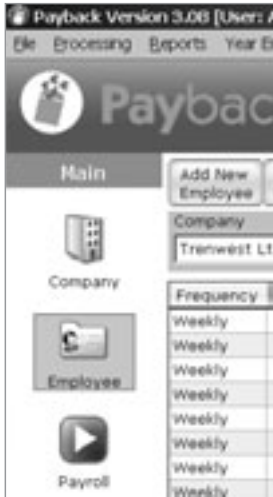 Payback Version 3.08 [User:
File Processing Reports Year
Payback
Main
Add New
Employee
Company
Trenwest Lt
Company
Frequency
Weekly
Weekly
Employee
Weekly
Weekly
Weekly
Weekly
Payroll
Weekly
Weekly